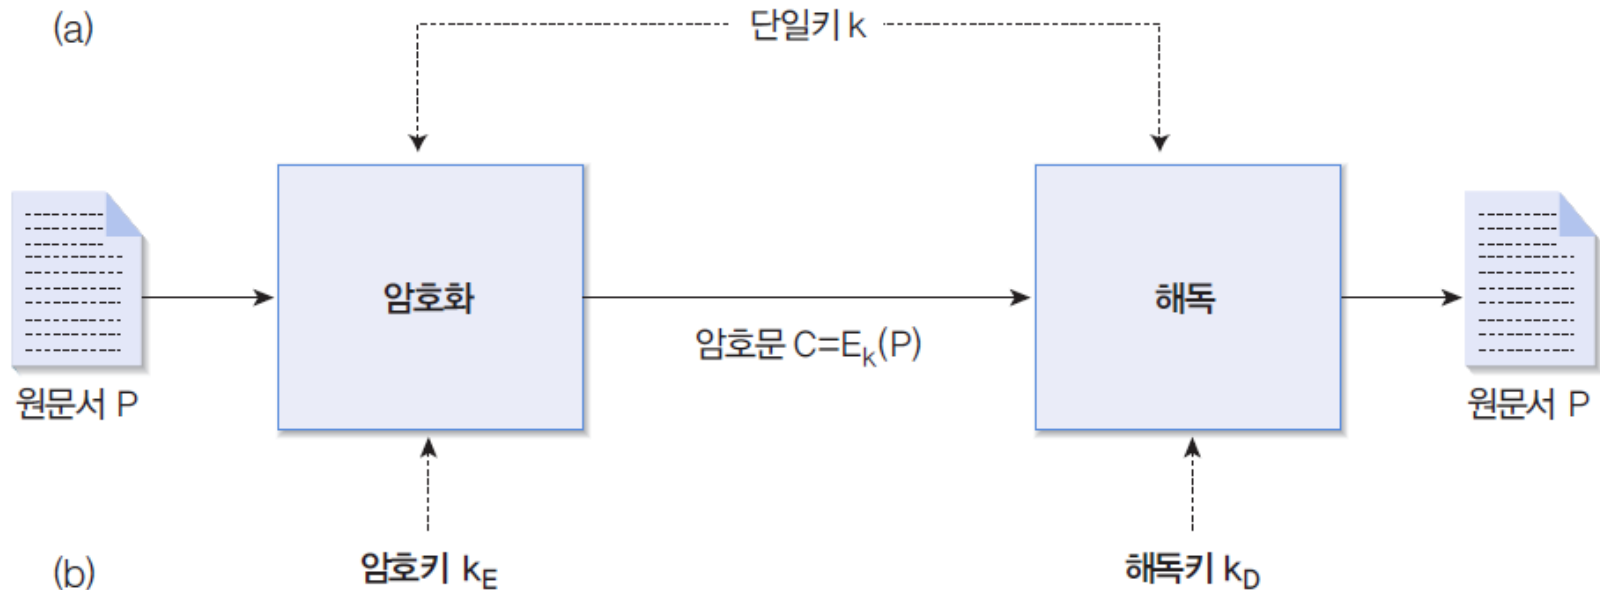 (a)
단일키 k
암호화
해독
암호문 C=Ek(P)
원문서 P
원문서 P
(b)
암호키 kE
해독키 kD